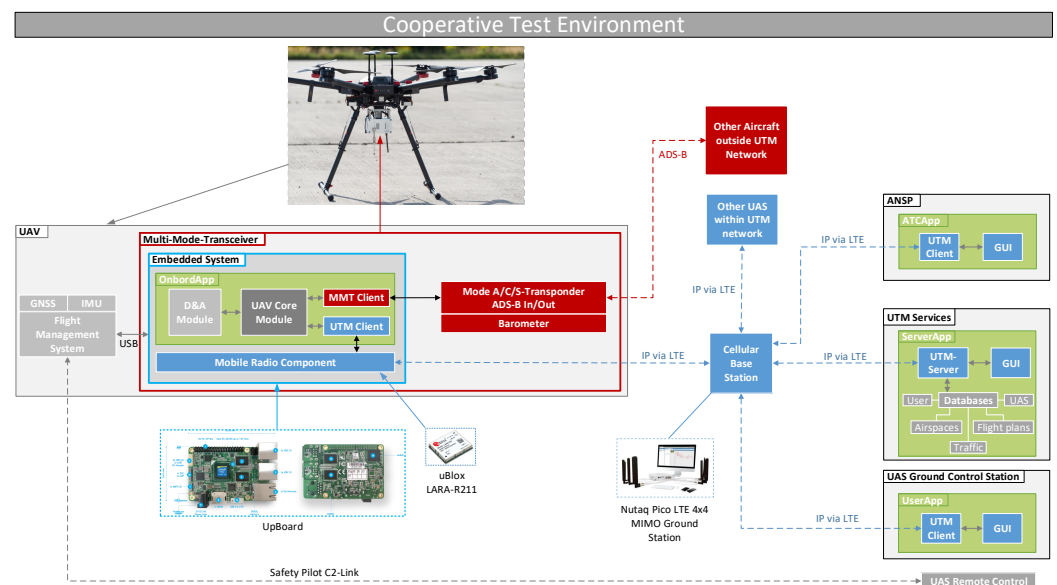 Cooperative Test Environment
Other Aircraft
outside UTM
Network
ADS-B
Other UAS
within UTM
network
IP via LTE
ANSP
ATCApp
UTM
Client
GUI
IP via LTE
UAV
Multi-Mode-Transceiver
Embedded System
OnbordApp
D&A
Module
UAV Core
Module
MMT Client
UTM Client
Mobile Radio Component
GNSS
IMU
Flight
Management
System
USB
Mode A/C/S-Transponder
ADS-B In/Out
Barometer
IP via LTE
Cellular
Base
Station
IP via LTE
UTM Services
ServerApp
UTM-
Server
GUI
User
Databases
UAS
Airspaces
Flight plans
Traffic
UpBoard
uBlox
LARA-R211
Nutaq Pico LTE 4x4
MIMO Ground
Station
UAS Ground Control Station
UserApp
UTM
Client
GUI
IP via LTE
Safety Pilot C2-Link
UAS Remote Control